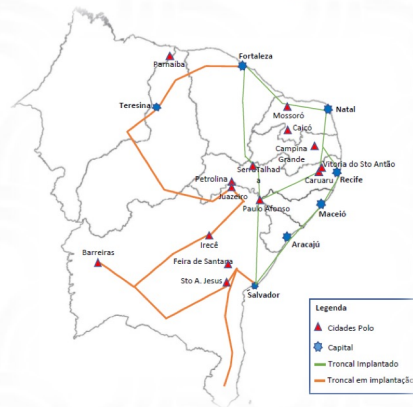 Fortaleza
Parnaiba
Teresina
Mossoró
Natal
Caicó
Campina
Grande
Serra Talhad
a
Vitoria do Sto Antão
Caruaru
Recife
Petrolina
Juazeiro
Paulo Afonso
Maceió
Aracajú
Irecê
Barreiras
Feira de Santana
Sto A. Jesus
Salvador
Legenda
Cidades Polo
Capital
Troncal Implantado
Troncal em implantação